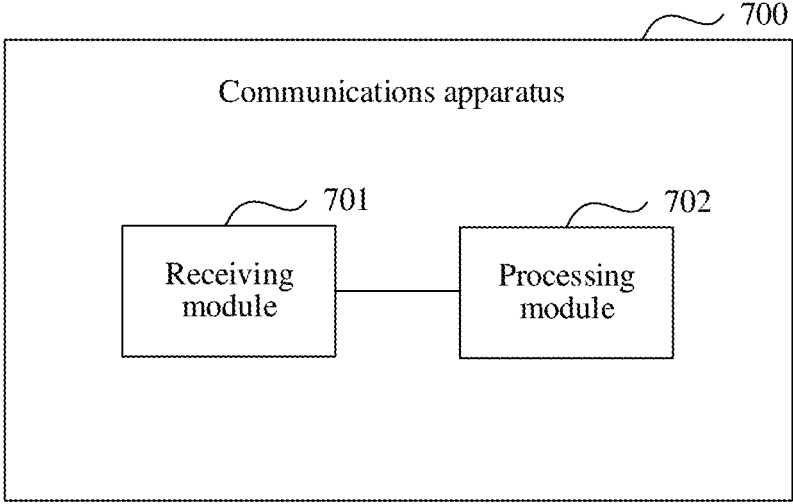 700
Communications apparatus
701
702
Receiving
module
Processing
module